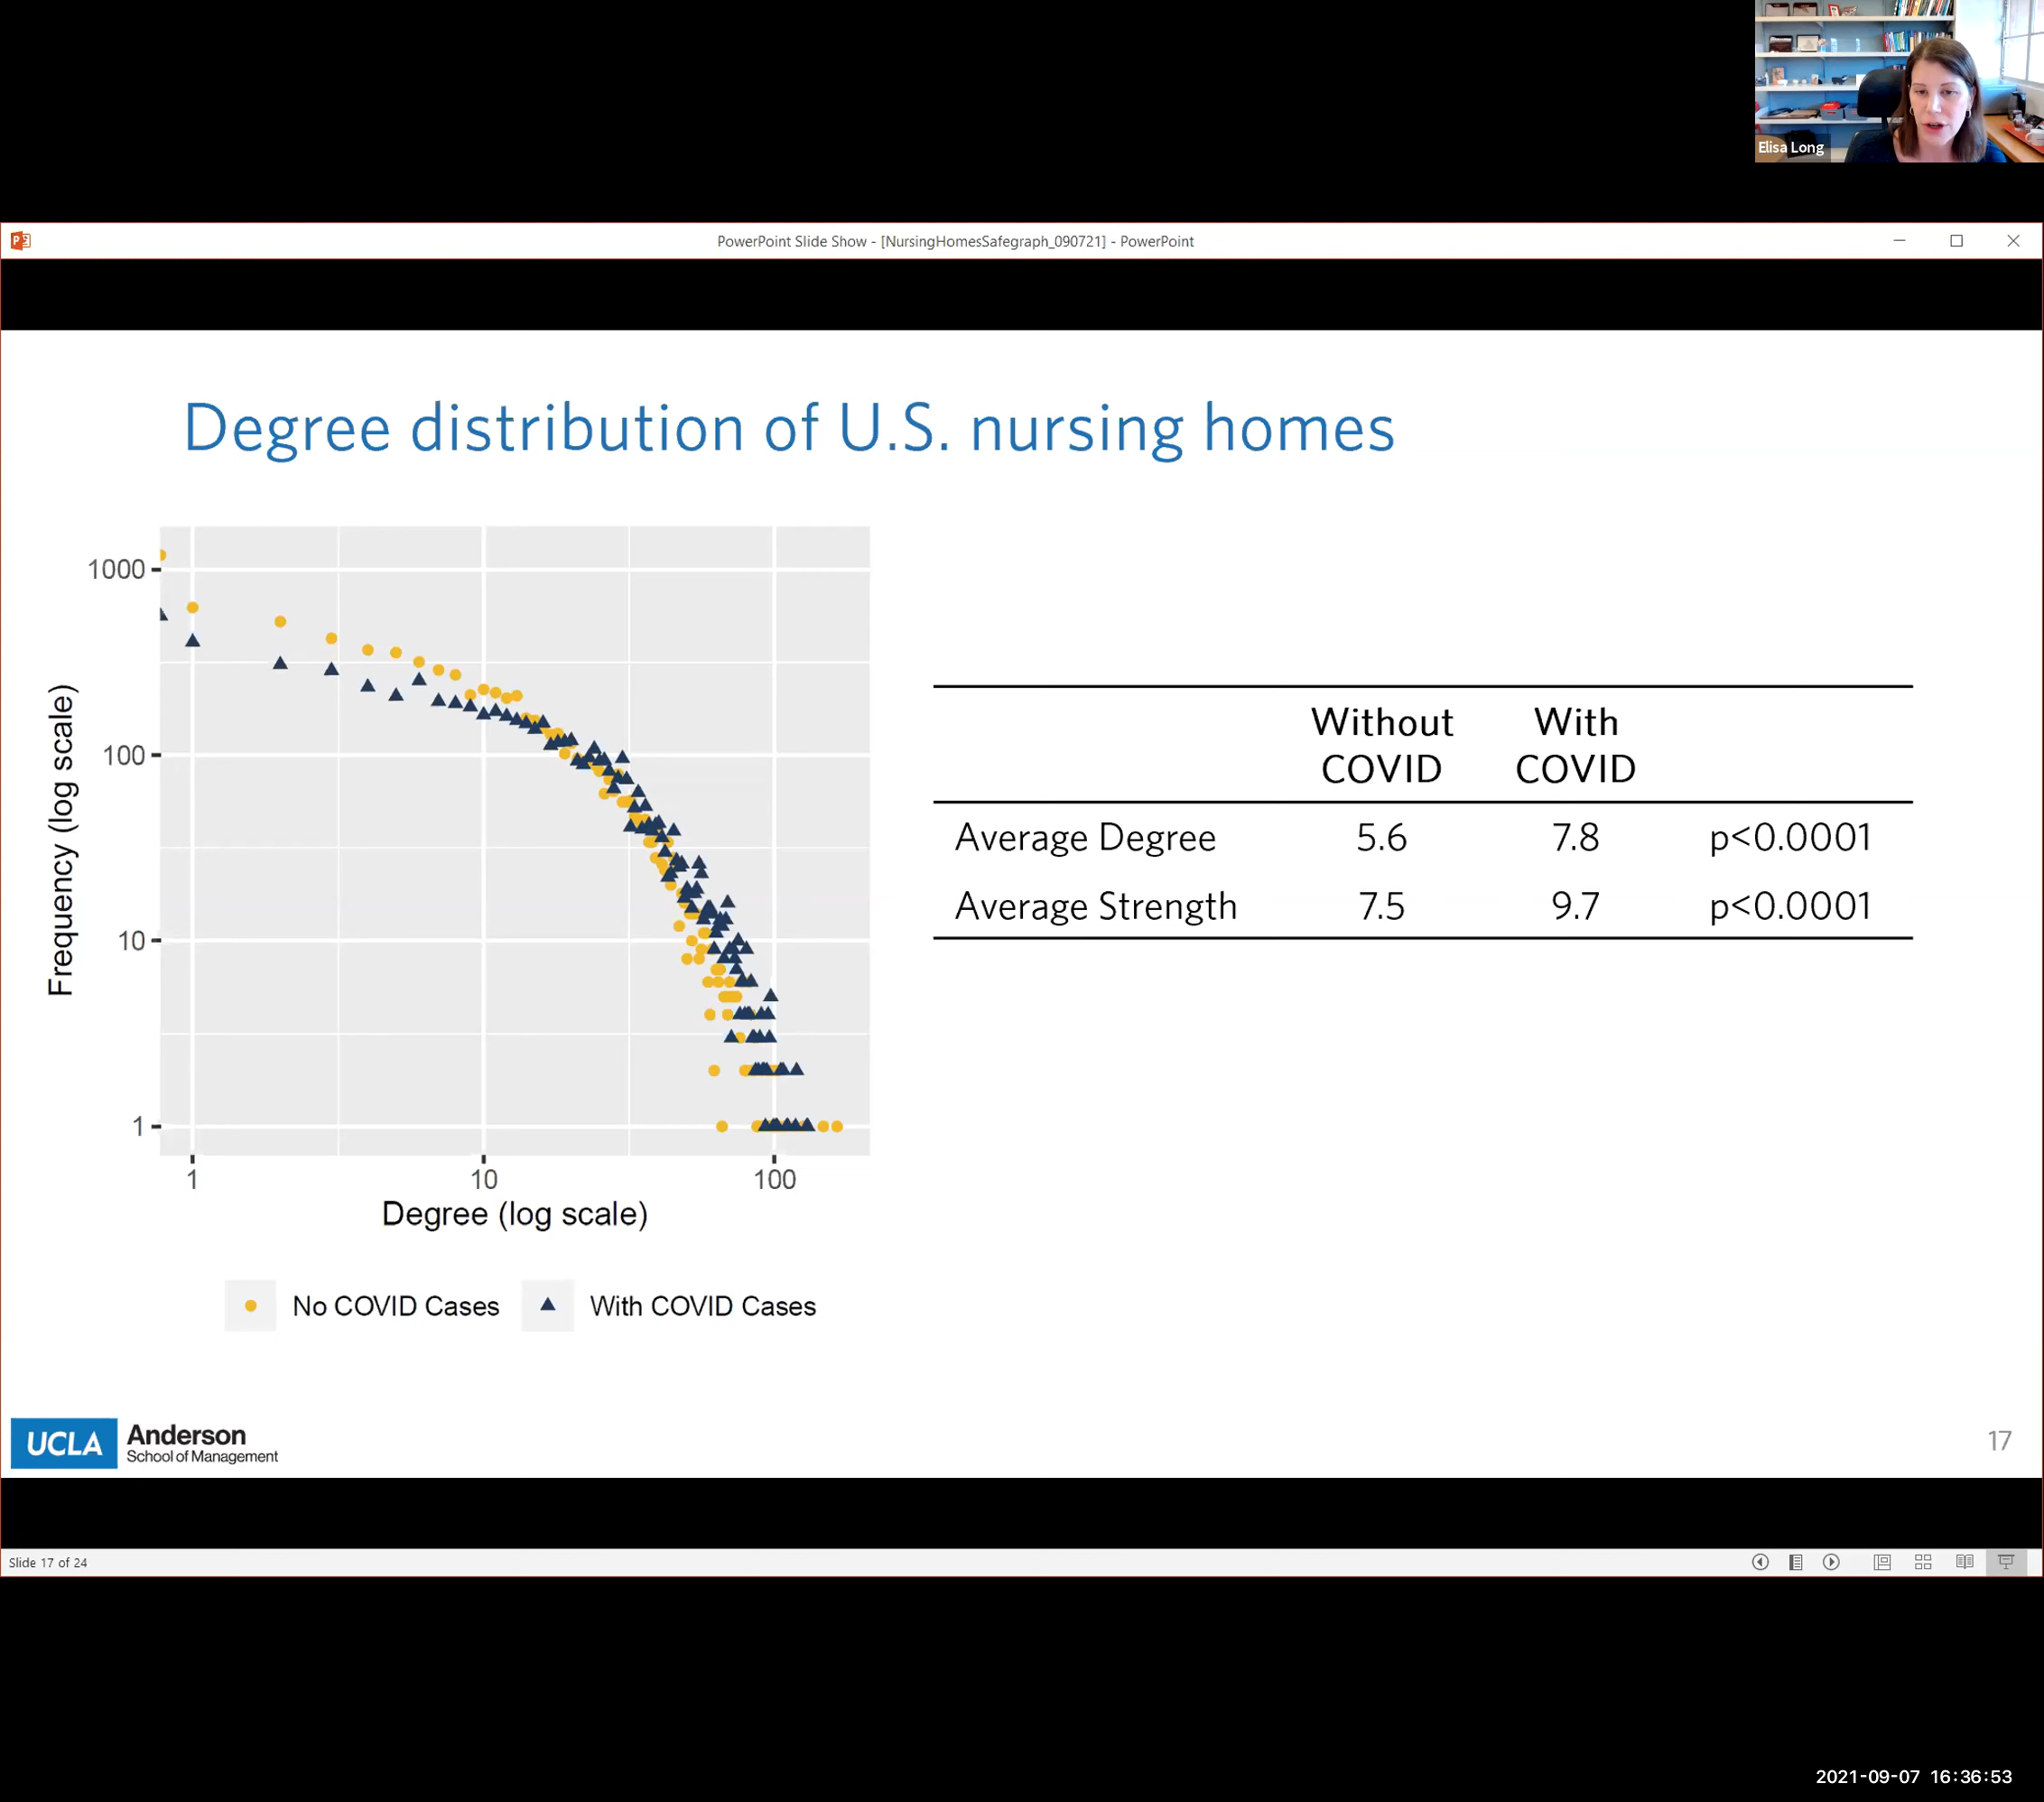 Elisa Long
PowerPoint Slide Show - [NursingHomesSafegraph_090721] - PowerPoint
Degree distribution of U.S. nursing homes
1000
100
10
1
Frequency (log scale)
1
10
100
Degree (log scale)
No COVID Cases
With COVID Cases
Without COVID
With COVID
Average Degree 5.6 7.8 p<0.0001
Average Strength 7.5 9.7 p<0.0001
UCLA Anderson
School of Management
17
Slide 17 of 24
2021-09-07 16:36:53